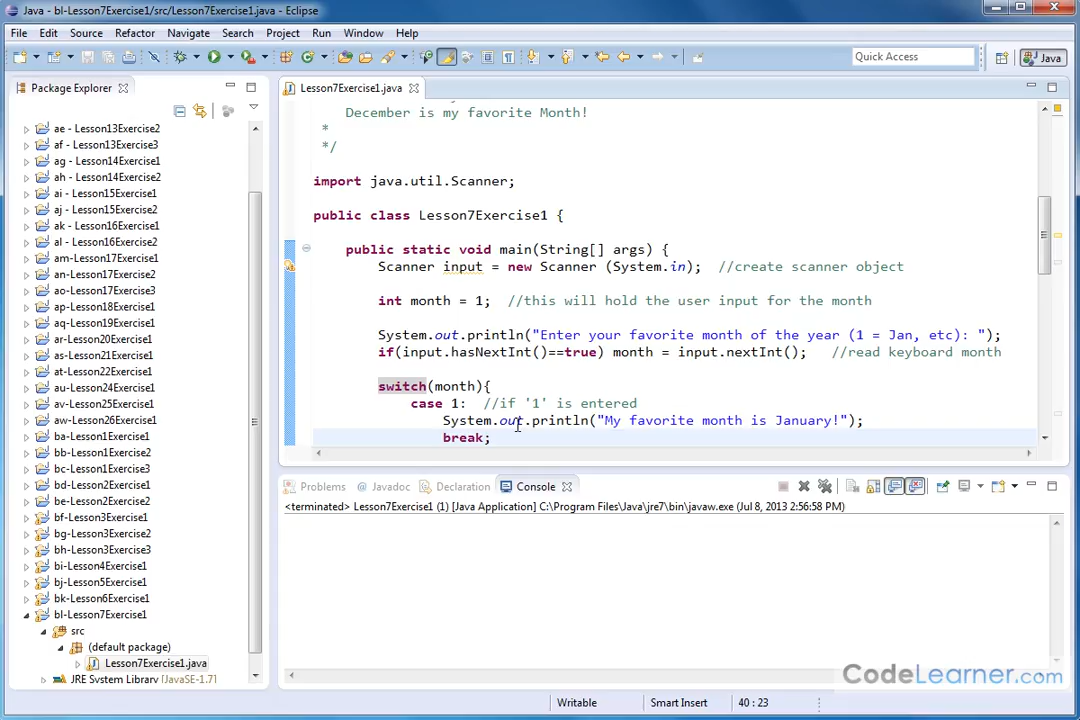 Java - bl-Lesson7Exercise1/src/Lesson7Exercise1.java - Eclipse
File Edit Source Refactor Navigate Search Project Run Window Help
Quick Access
Java
Package Explorer
Lesson7Exercise1.java
ae - Lesson13Exercise2
af - Lesson13Exercise3
ag - Lesson14Exercise1
ah - Lesson14Exercise2
ai - Lesson15Exercise1
aj - Lesson15Exercise2
ak - Lesson16Exercise1
al - Lesson16Exercise2
am-Lesson17Exercise1
an-Lesson17Exercise2
ao-Lesson17Exercise3
ap-Lesson18Exercise1
aq-Lesson19Exercise1
ar-Lesson20Exercise1
as-Lesson21Exercise1
at-Lesson22Exercise1
au-Lesson24Exercise1
av-Lesson25Exercise1
aw-Lesson26Exercise1
ba-Lesson1Exercise1
bb-Lesson1Exercise2
bc-Lesson1Exercise3
bd-Lesson2Exercise1
be-Lesson2Exercise2
bf-Lesson3Exercise1
bg-Lesson3Exercise2
bh-Lesson3Exercise3
bi-Lesson4Exercise1
bj-Lesson5Exercise1
bk-Lesson6Exercise1
bl-Lesson7Exercise1
src
(default package)
Lesson7Exercise1.java
JRE System Library [JavaSE-1.7]
December is my favorite Month!
*
*/
import java.util.Scanner;
public class Lesson7Exercise1 {
public static void main(String[] args) {
Scanner input = new Scanner (System.in); //create scanner object
int month = 1; //this will hold the user input for the month
System.out.println("Enter your favorite month of the year (1 = Jan, etc): ");
if(input.hasNextInt()==true) month = input.nextInt(); //read keyboard month
switch(month){
case 1: //if '1' is entered
System.out.println("My favorite month is January!");
break;
Problems @ Javadoc Declaration Console
<terminated> Lesson7Exercise1 (1) [Java Application] C:\Program Files\Java\jre7\bin\javaw.exe (Jul 8, 2013 2:56:58 PM)
CodeLearner.com
Writable Smart Insert 40 : 23